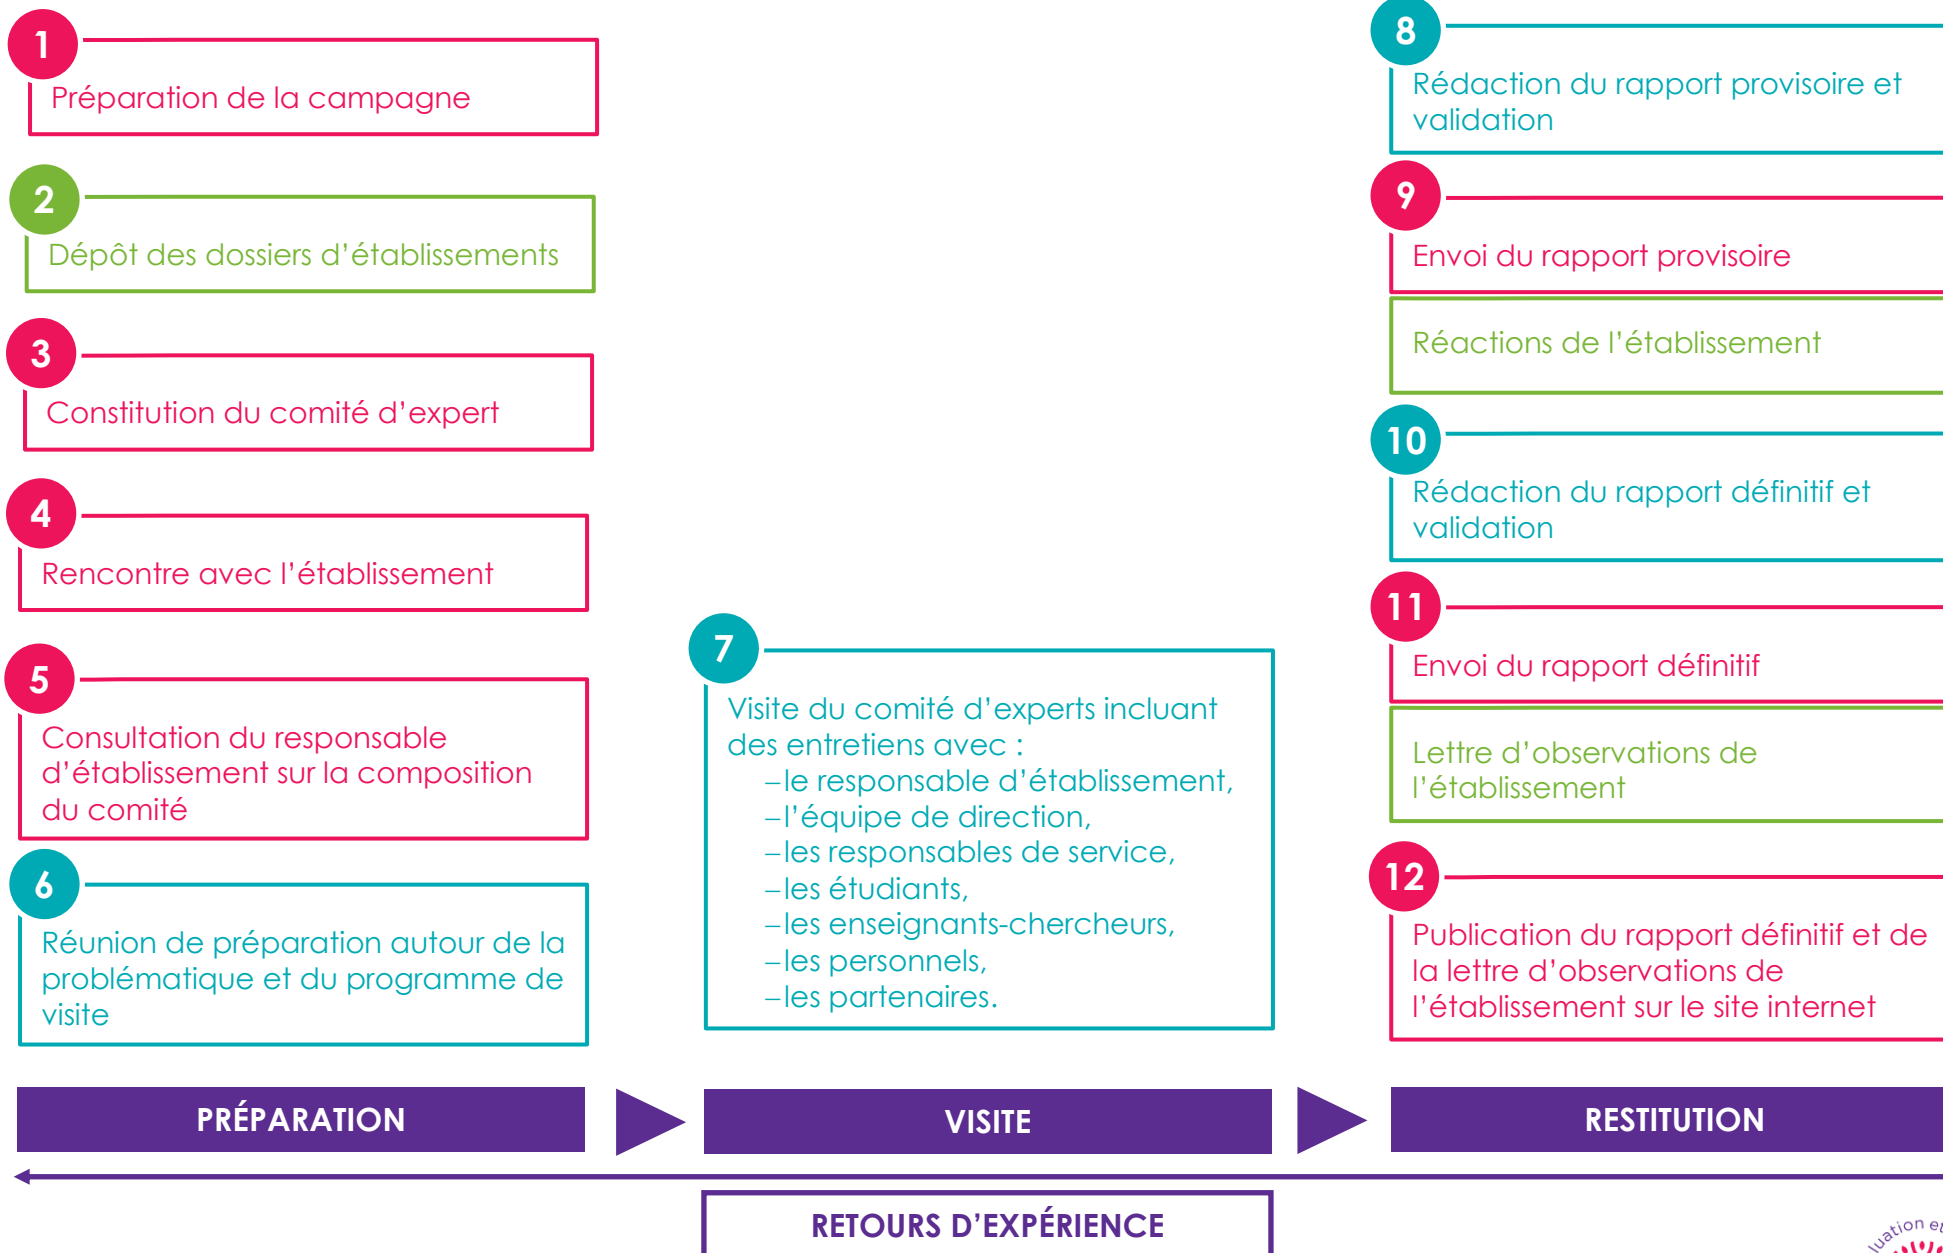 1
Préparation de la campagne
2
Dépôt des dossiers d’établissements
3
Constitution du comité d’expert
4
Rencontre avec l’établissement
5
Consultation du responsable
d’établissement sur la composition
du comité
6
Réunion de préparation autour de la
problématique et du programme de
visite
7
Visite du comité d’experts incluant
des entretiens avec :
–le responsable d’établissement,
–l’équipe de direction,
–les responsables de service,
–les étudiants,
–les enseignants-chercheurs,
–les personnels,
–les partenaires.
8
Rédaction du rapport provisoire et
validation
9
Envoi du rapport provisoire
Réactions de l’établissement
10
Rédaction du rapport définitif et
validation
11
Envoi du rapport définitif
Lettre d’observations de
l’établissement
12
Publication du rapport définitif et de
la lettre d’observations de
l’établissement sur le site internet
PRÉPARATION
VISITE
RESTITUTION
RETOURS D’EXPÉRIENCE